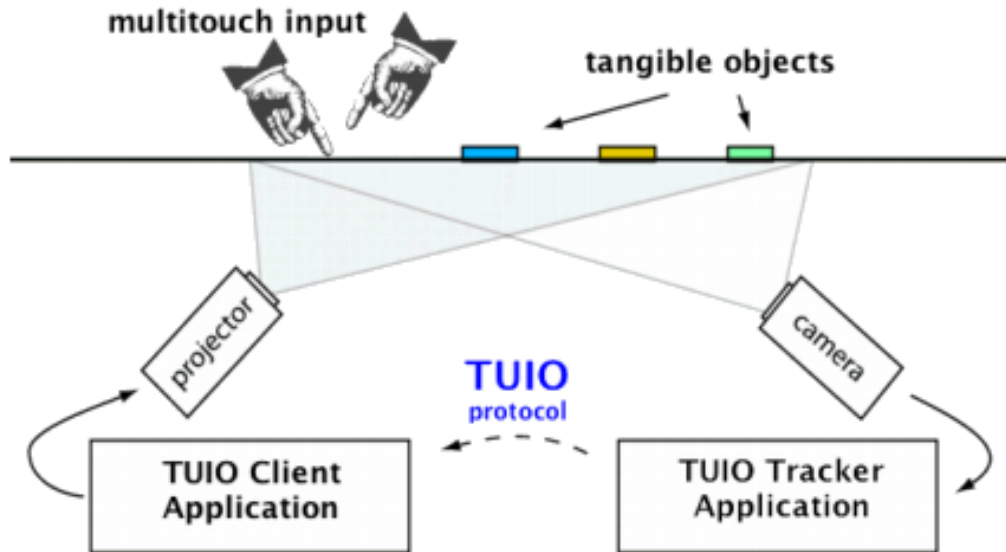 multitouch input
tangible objects
projector
camera
TUIO
protocol
TUIO Client
Application
TUIO Tracker
Application